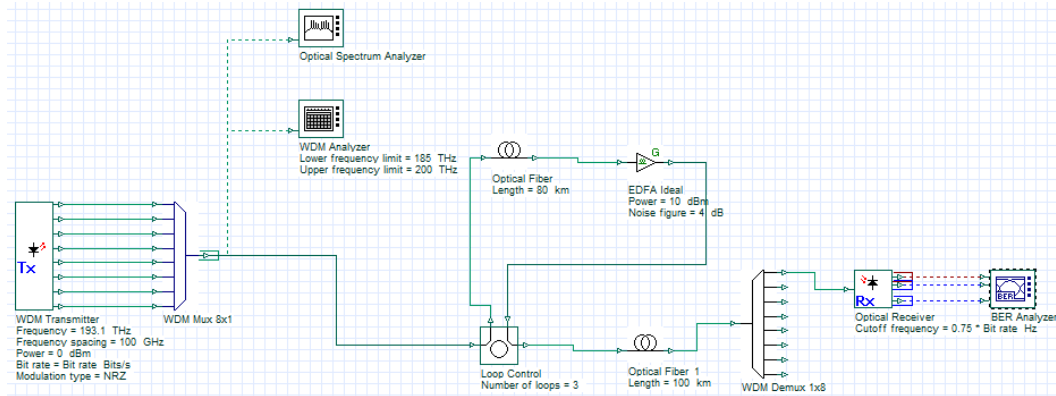 Optical Spectrum Analyzer
WDM Analyzer
Lower frequency limit = 185 THz
Upper frequency limit = 200 THz
Optical Fiber
Length = 80 km
G
EDFA Ideal
Power = 10 dBm
Noise figure = 4 dB
Tx
WDM Transmitter
Frequency = 193.1 THz
Frequency spacing = 100 GHz
Power = 0 dBm
Bit rate = Bit rate Bits/s
Modulation type = NRZ
WDM Mux 8x1
Loop Control
Number of loops = 3
Optical Fiber 1
Length = 100 km
WDM Demux 1x8
Rx
Optical Receiver
Cutoff frequency = 0.75 * Bit rate Hz
BER
BER Analyzer